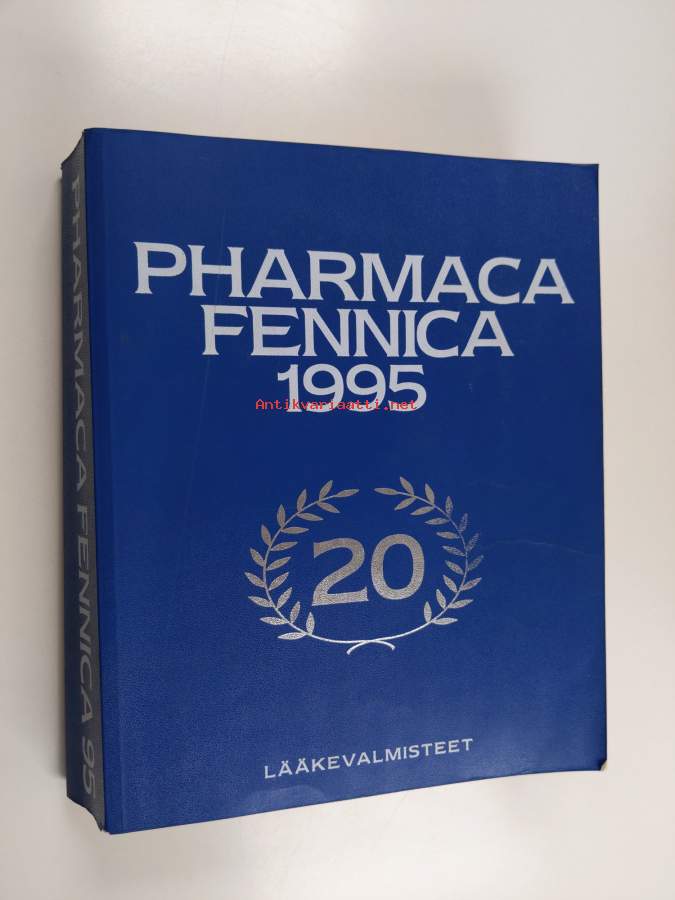 PHARMACA
FENNICA
1995
Antikvariaatti.net
20
LÄÄKEVALMISTEET
PHARMACA FENNICA 95